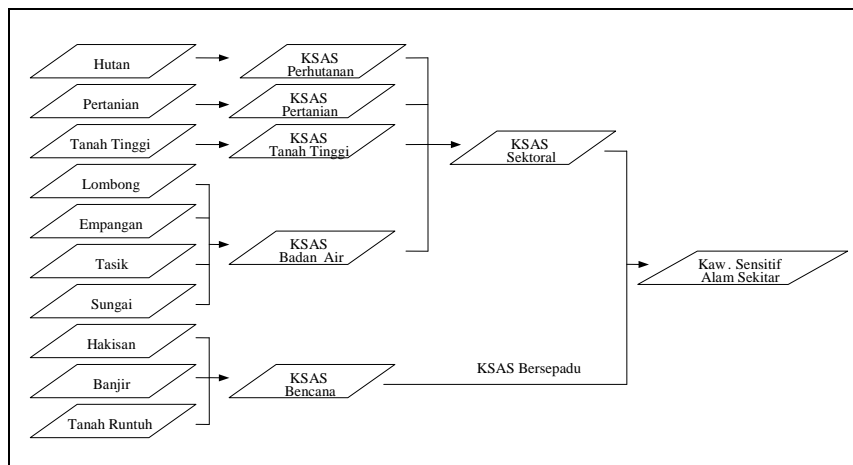 Hutan
KSAS
Perhutanan
Pertanian
KSAS
Pertanian
Tanah Tinggi
KSAS
Tanah Tinggi
KSAS
Sektoral
Lombong
Empangan
KSAS
Badan Air
Tasik
Kaw. Sensitif
Alam Sekitar
Sungai
Hakisan
Banjir
KSAS
Bencana
KSAS Bersepadu
Tanah Runtuh